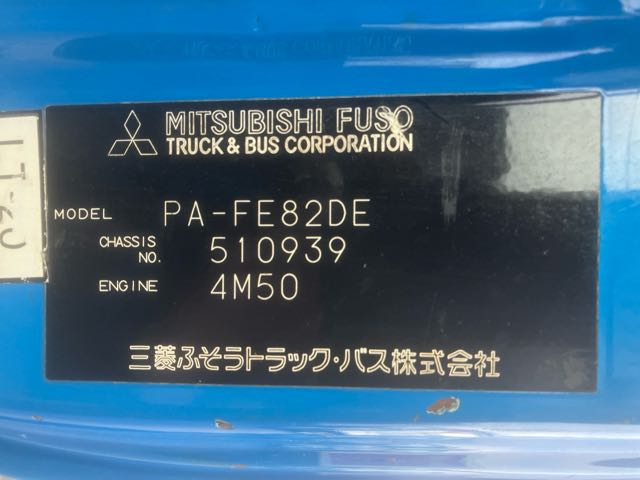 MITSUBISHI FUSO
TRUCK & BUS CORPORATION
MODEL PA-FE82DE
CHASSIS NO. 510939
ENGINE 4M50
三菱ふそうトラック・バス株式会社